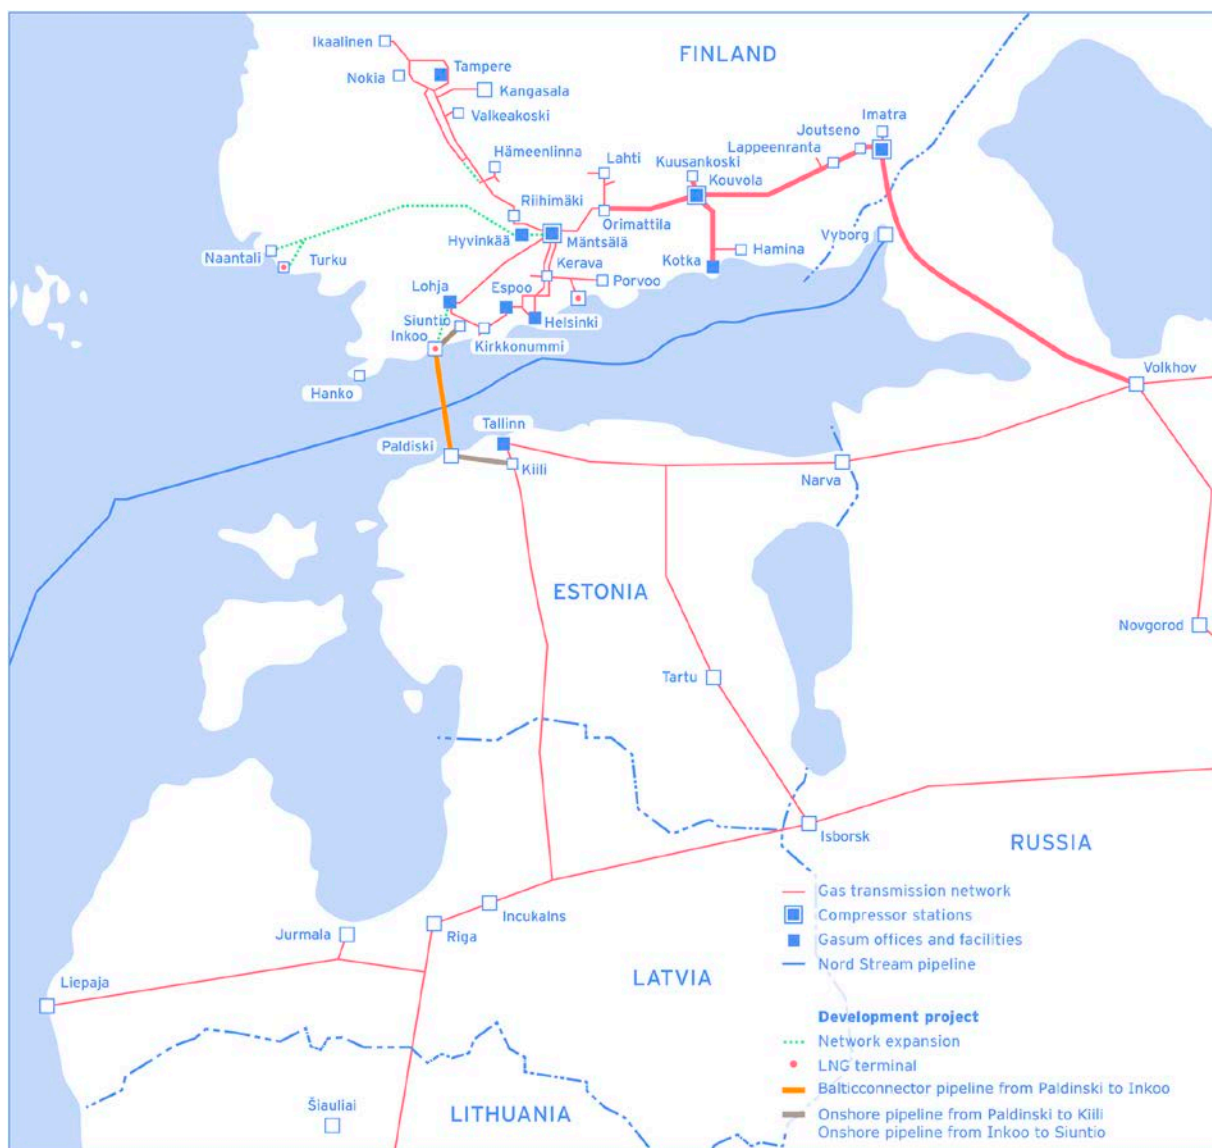 Ikaalinen
FINLAND
Nokia
Tampere
Kangasala
Valkeakoski
Imatra
Joutseno
Lappeenranta
Hämeenlinna
Lahti
Kuusankoski
Kouvola
Riihimäki
Orimattila
Hyvinkää
Mäntsälä
Vyborg
Naantali
Turku
Kotka
Hamina
Kerava
Porvoo
Lohja
Espoo
Siuntio
Helsinki
Inkoo
Kirkkonummi
Hanko
Volkhov
Tallinn
Paldiski
Kiili
Narva
ESTONIA
Novgorod
Tartu
Isborsk
RUSSIA
Incukalns
Jurmala
Riga
LATVIA
Liepaja
Šiauliai
LITHUANIA
Gas transmission network
Compressor stations
Gasum offices and facilities
Nord Stream pipeline
Development project
Network expansion
LNG terminal
Balticconnector pipeline from Paldinski to Inkoo
Onshore pipeline from Paldinski to Kiili
Onshore pipeline from Inkoo to Siuntio